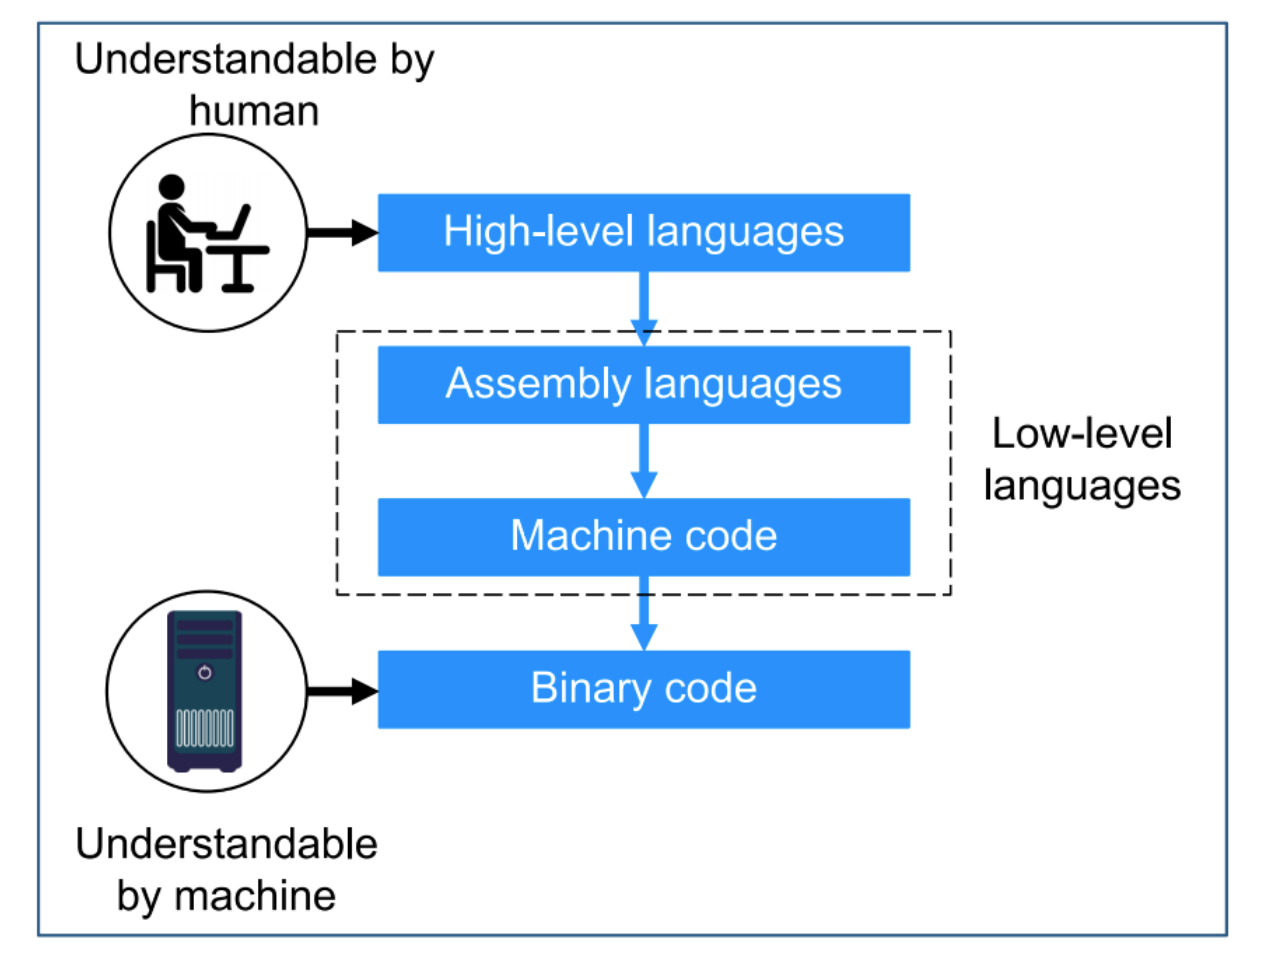 Understandable by
human
High-level languages
Assembly languages
Low-level
languages
Machine code
Binary code
Understandable
by machine